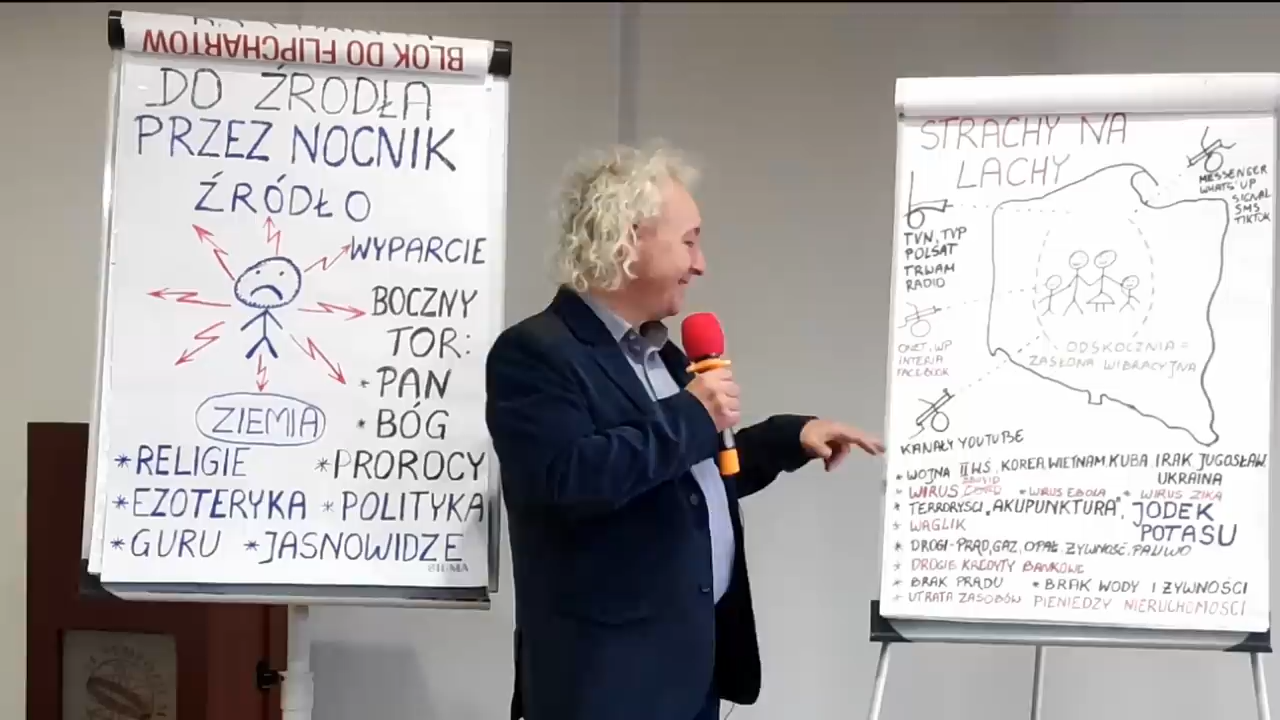 BLOK DO FLIPCHARTÓW
DO ŹRODŁA
PRZEZ NOCNIK
ŹRÓDŁO
WYPARCIE
BOCZNY
TOR:
* PAN
* BÓG
ZIEMIA
* RELIGIE * PROROCY
* EZOTERYKA * POLITYKA
* GURU * JASNOWIDZE
STRACHY NA
LACHY
MESSENGER
WHATS'UP
SIGNAL
SMS
TIKTOK
TVN, TVP
POLSAT
TRWAM
RADIO
ONET, WP
INTERIA
FACEBOOK
ODSKOCZNIA =
ZASŁONA WIBRACYJNA
KANAŁY YOUTUBE
* WOJNA II W.S. KOREA, WIETNAM, KUBA, IRAK JUGOSŁAW.
UKRAINA
* WIRUS COVID * WIRUS EBOLA * WIRUS ZIKA
* TERRORYŚCI „AKUPUNKTURA", JODEK
POTASU
* WĄGLIK
* DROGI-PRĄD, GAZ, OPAŁ, ŻYWNOŚĆ, PALIWO
* DROGIE KREDYTY BANKOWE
* BRAK PRĄDU * BRAK WODY I ŻYWNOŚCI
* UTRATA ZASOBÓW PIENIĘDZY NIERUCHOMOŚCI